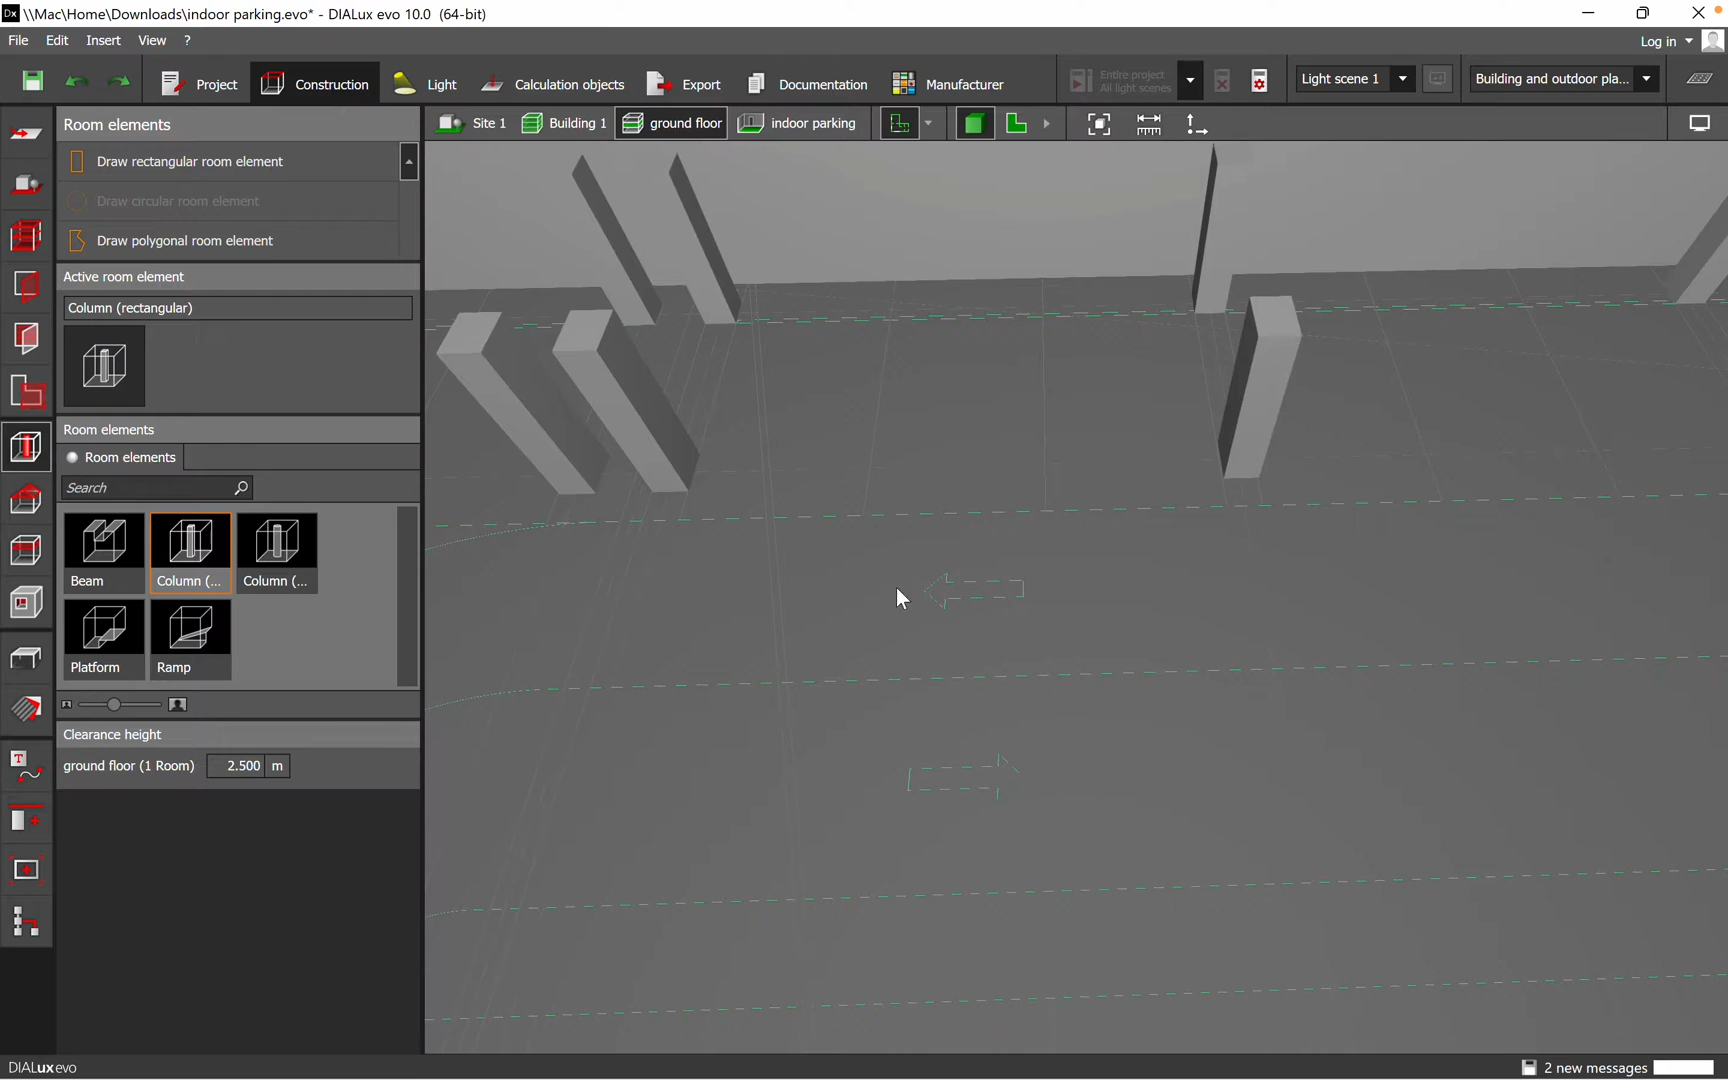 Dx \\Mac\Home\Downloads\indoor parking.evo* - DIALux evo 10.0 (64-bit)
File Edit Insert View ? Log in
Project Construction Light Calculation objects Export Documentation Manufacturer Entire project All light scenes Light scene 1 Building and outdoor pla...
Room elements
Site 1 Building 1 ground floor indoor parking
Draw rectangular room element
Draw circular room element
Draw polygonal room element
Active room element
Column (rectangular)
Room elements
Room elements
Search
Beam Column (... Column (...
Platform Ramp
Clearance height
ground floor (1 Room) 2.500 m
DIALux evo 2 new messages